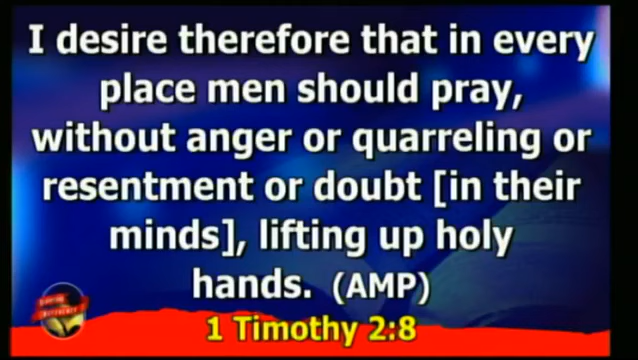 I desire therefore that in every
place men should pray,
without anger or quarreling or
resentment or doubt [in their
minds], lifting up holy
hands. (AMP)
1 Timothy 2:8